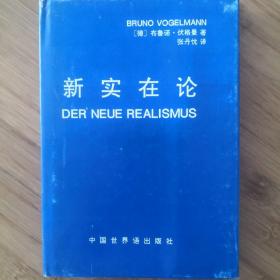 BRUNO VOGELMANN
〔德〕布鲁诺·伏格曼 著
张丹忱 译
新实在论
DER NEUE REALISMUS
中国世界语出版社